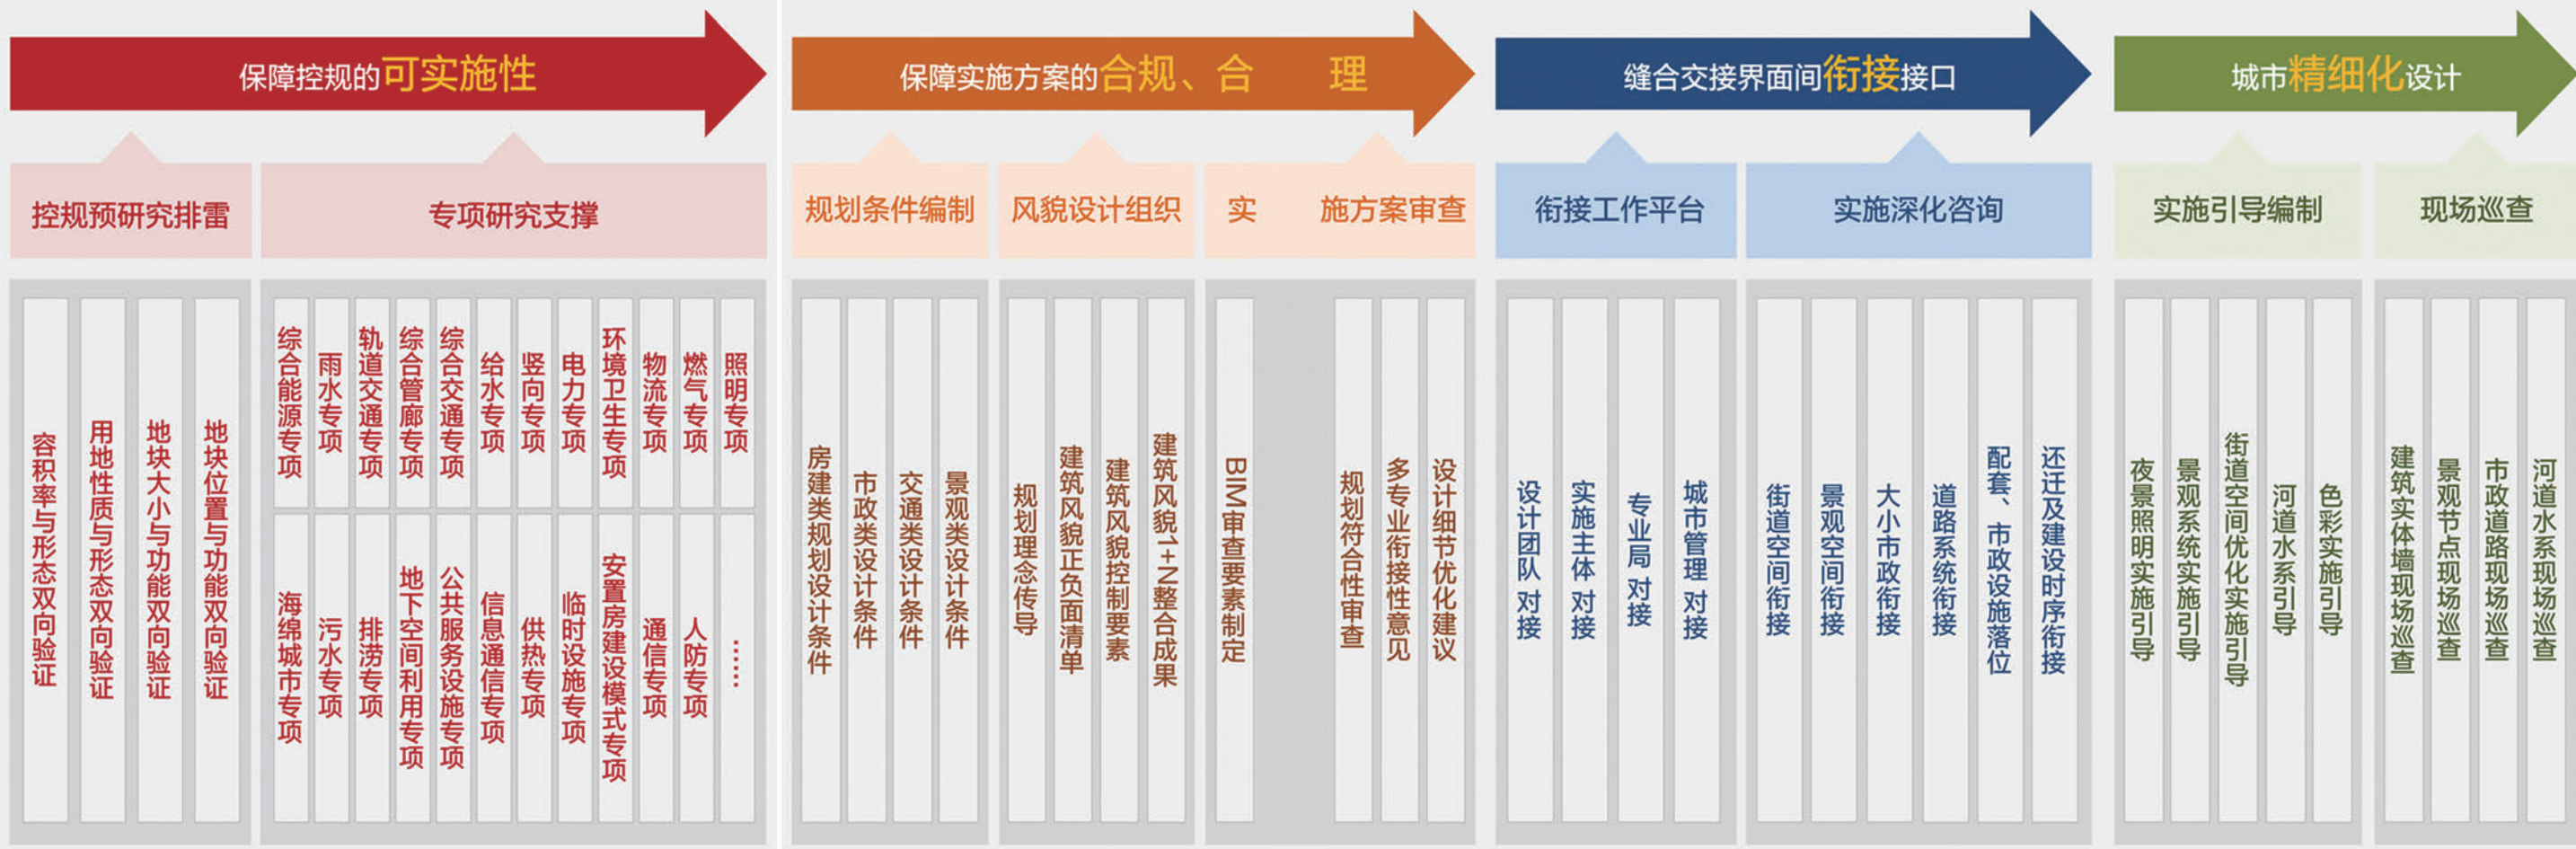 保障控规的可实施性
控规预研究排雷
容积率与形态双向验证
用地性质与形态双向验证
地块大小与功能双向验证
地块位置与功能双向验证
专项研究支撑
综合能源专项
雨水专项
轨道交通专项
综合管廊专项
综合交通专项
给水专项
竖向专项
电力专项
环境卫生专项
物流专项
燃气专项
照明专项
海绵城市专项
污水专项
排涝专项
地下空间利用专项
公共服务设施专项
信息通信专项
供热专项
临时设施专项
安置房建设模式专项
通信专项
人防专项
……
保障实施方案的合规、合 理
规划条件编制
房建类规划设计条件
市政类设计条件
交通类设计条件
景观类设计条件
风貌设计组织
规划理念传导
建筑风貌正负面清单
建筑风貌控制要素
建筑风貌1+N整合成果
实 施方案审查
BIM审查要素制定
规划符合性审查
多专业衔接性意见
设计细节优化建议
缝合交接界面间衔接接口
衔接工作平台
设计团队 对接
实施主体 对接
专业局 对接
城市管理 对接
实施深化咨询
街道空间衔接
景观空间衔接
大小市政衔接
道路系统衔接
配套、市政设施落位
还迁及建设时序衔接
城市精细化设计
实施引导编制
夜景照明实施引导
景观系统实施引导
街道空间优化实施引导
河道水系引导
色彩实施引导
现场巡查
建筑实体墙现场巡查
景观节点现场巡查
市政道路现场巡查
河道水系现场巡查